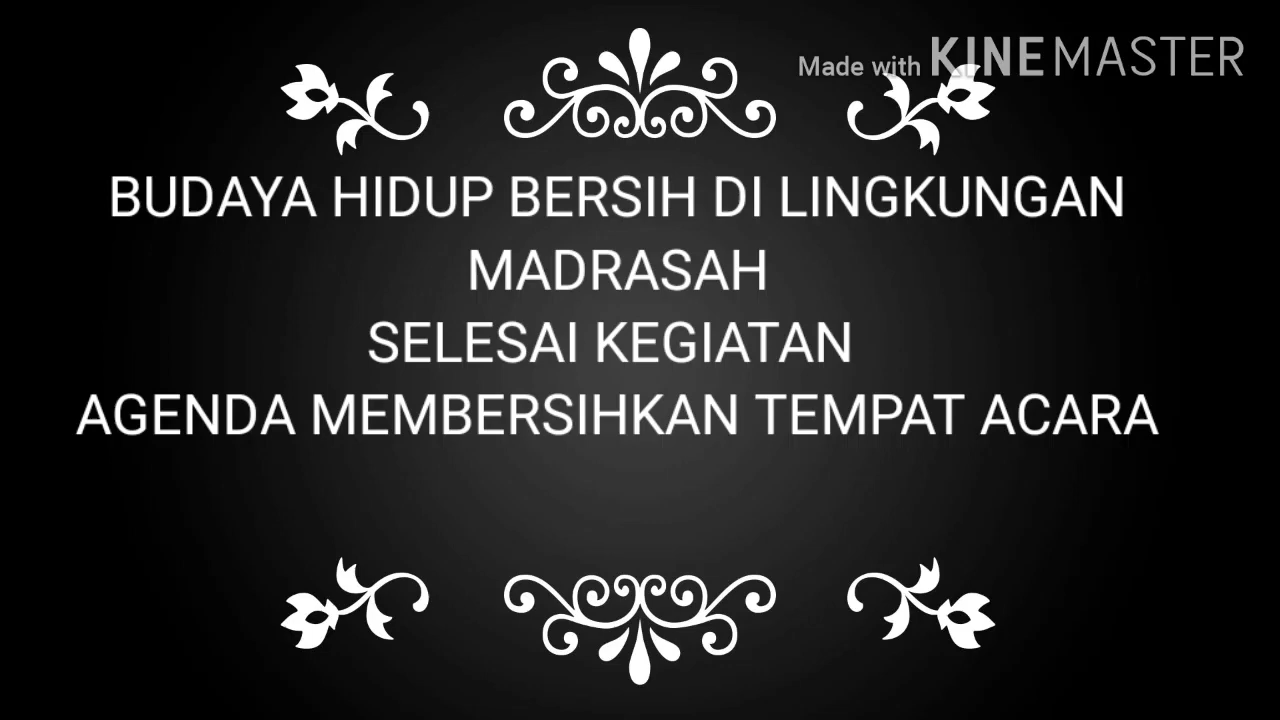 Made with KINEMASTER
BUDAYA HIDUP BERSIH DI LINGKUNGAN
MADRASAH
SELESAI KEGIATAN
AGENDA MEMBERSIHKAN TEMPAT ACARA